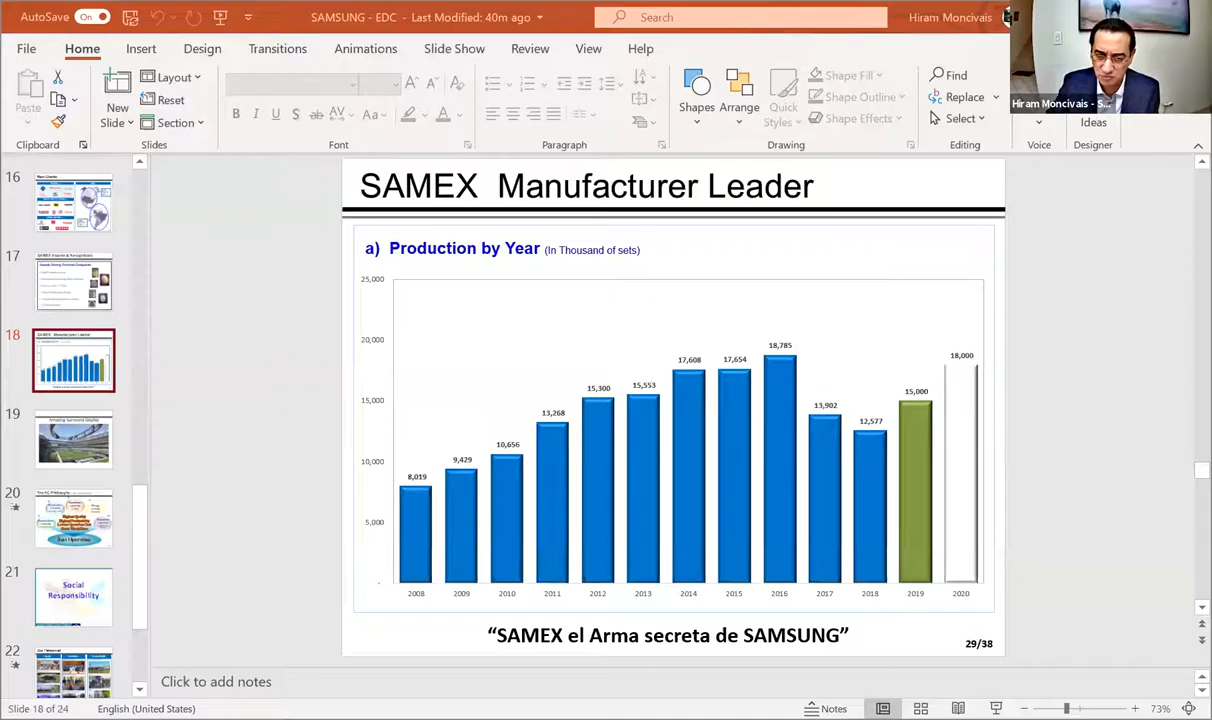 AutoSave On SAMSUNG - EDC - Last Modified: 40m ago Search Hiram Moncivais
File Home Insert Design Transitions Animations Slide Show Review View Help
Paste New Slide Layout Reset Section Shapes Arrange Quick Styles Shape Fill Shape Outline Shape Effects Find Replace Select Ideas
Hiram Moncivais - S...
Clipboard Slides Font Paragraph Drawing Editing Voice Designer
16
17
18
19
20
21
Social
Responsibility
22
SAMEX Manufacturer Leader
a) Production by Year (In Thousand of sets)
25,000
20,000
15,000
10,000
5,000
-
8,019
9,429
10,656
13,268
15,300
15,553
17,608
17,654
18,785
13,902
12,577
15,000
18,000
2008 2009 2010 2011 2012 2013 2014 2015 2016 2017 2018 2019 2020
“SAMEX el Arma secreta de SAMSUNG”
29/38
Click to add notes
Slide 18 of 24 English (United States) Notes 73%